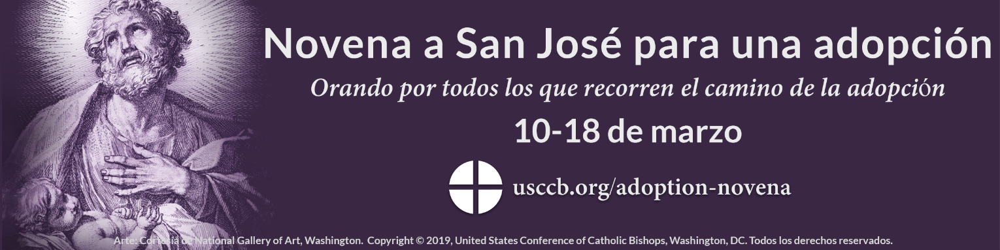 Novena a San José para una adopción
Orando por todos los que recorren el camino de la adopción
10-18 de marzo
usccb.org/adoption-novena
Arte: Cortesía de National Gallery of Art, Washington.  Copyright © 2019, United States Conference of Catholic Bishops, Washington, DC. Todos los derechos reservados.